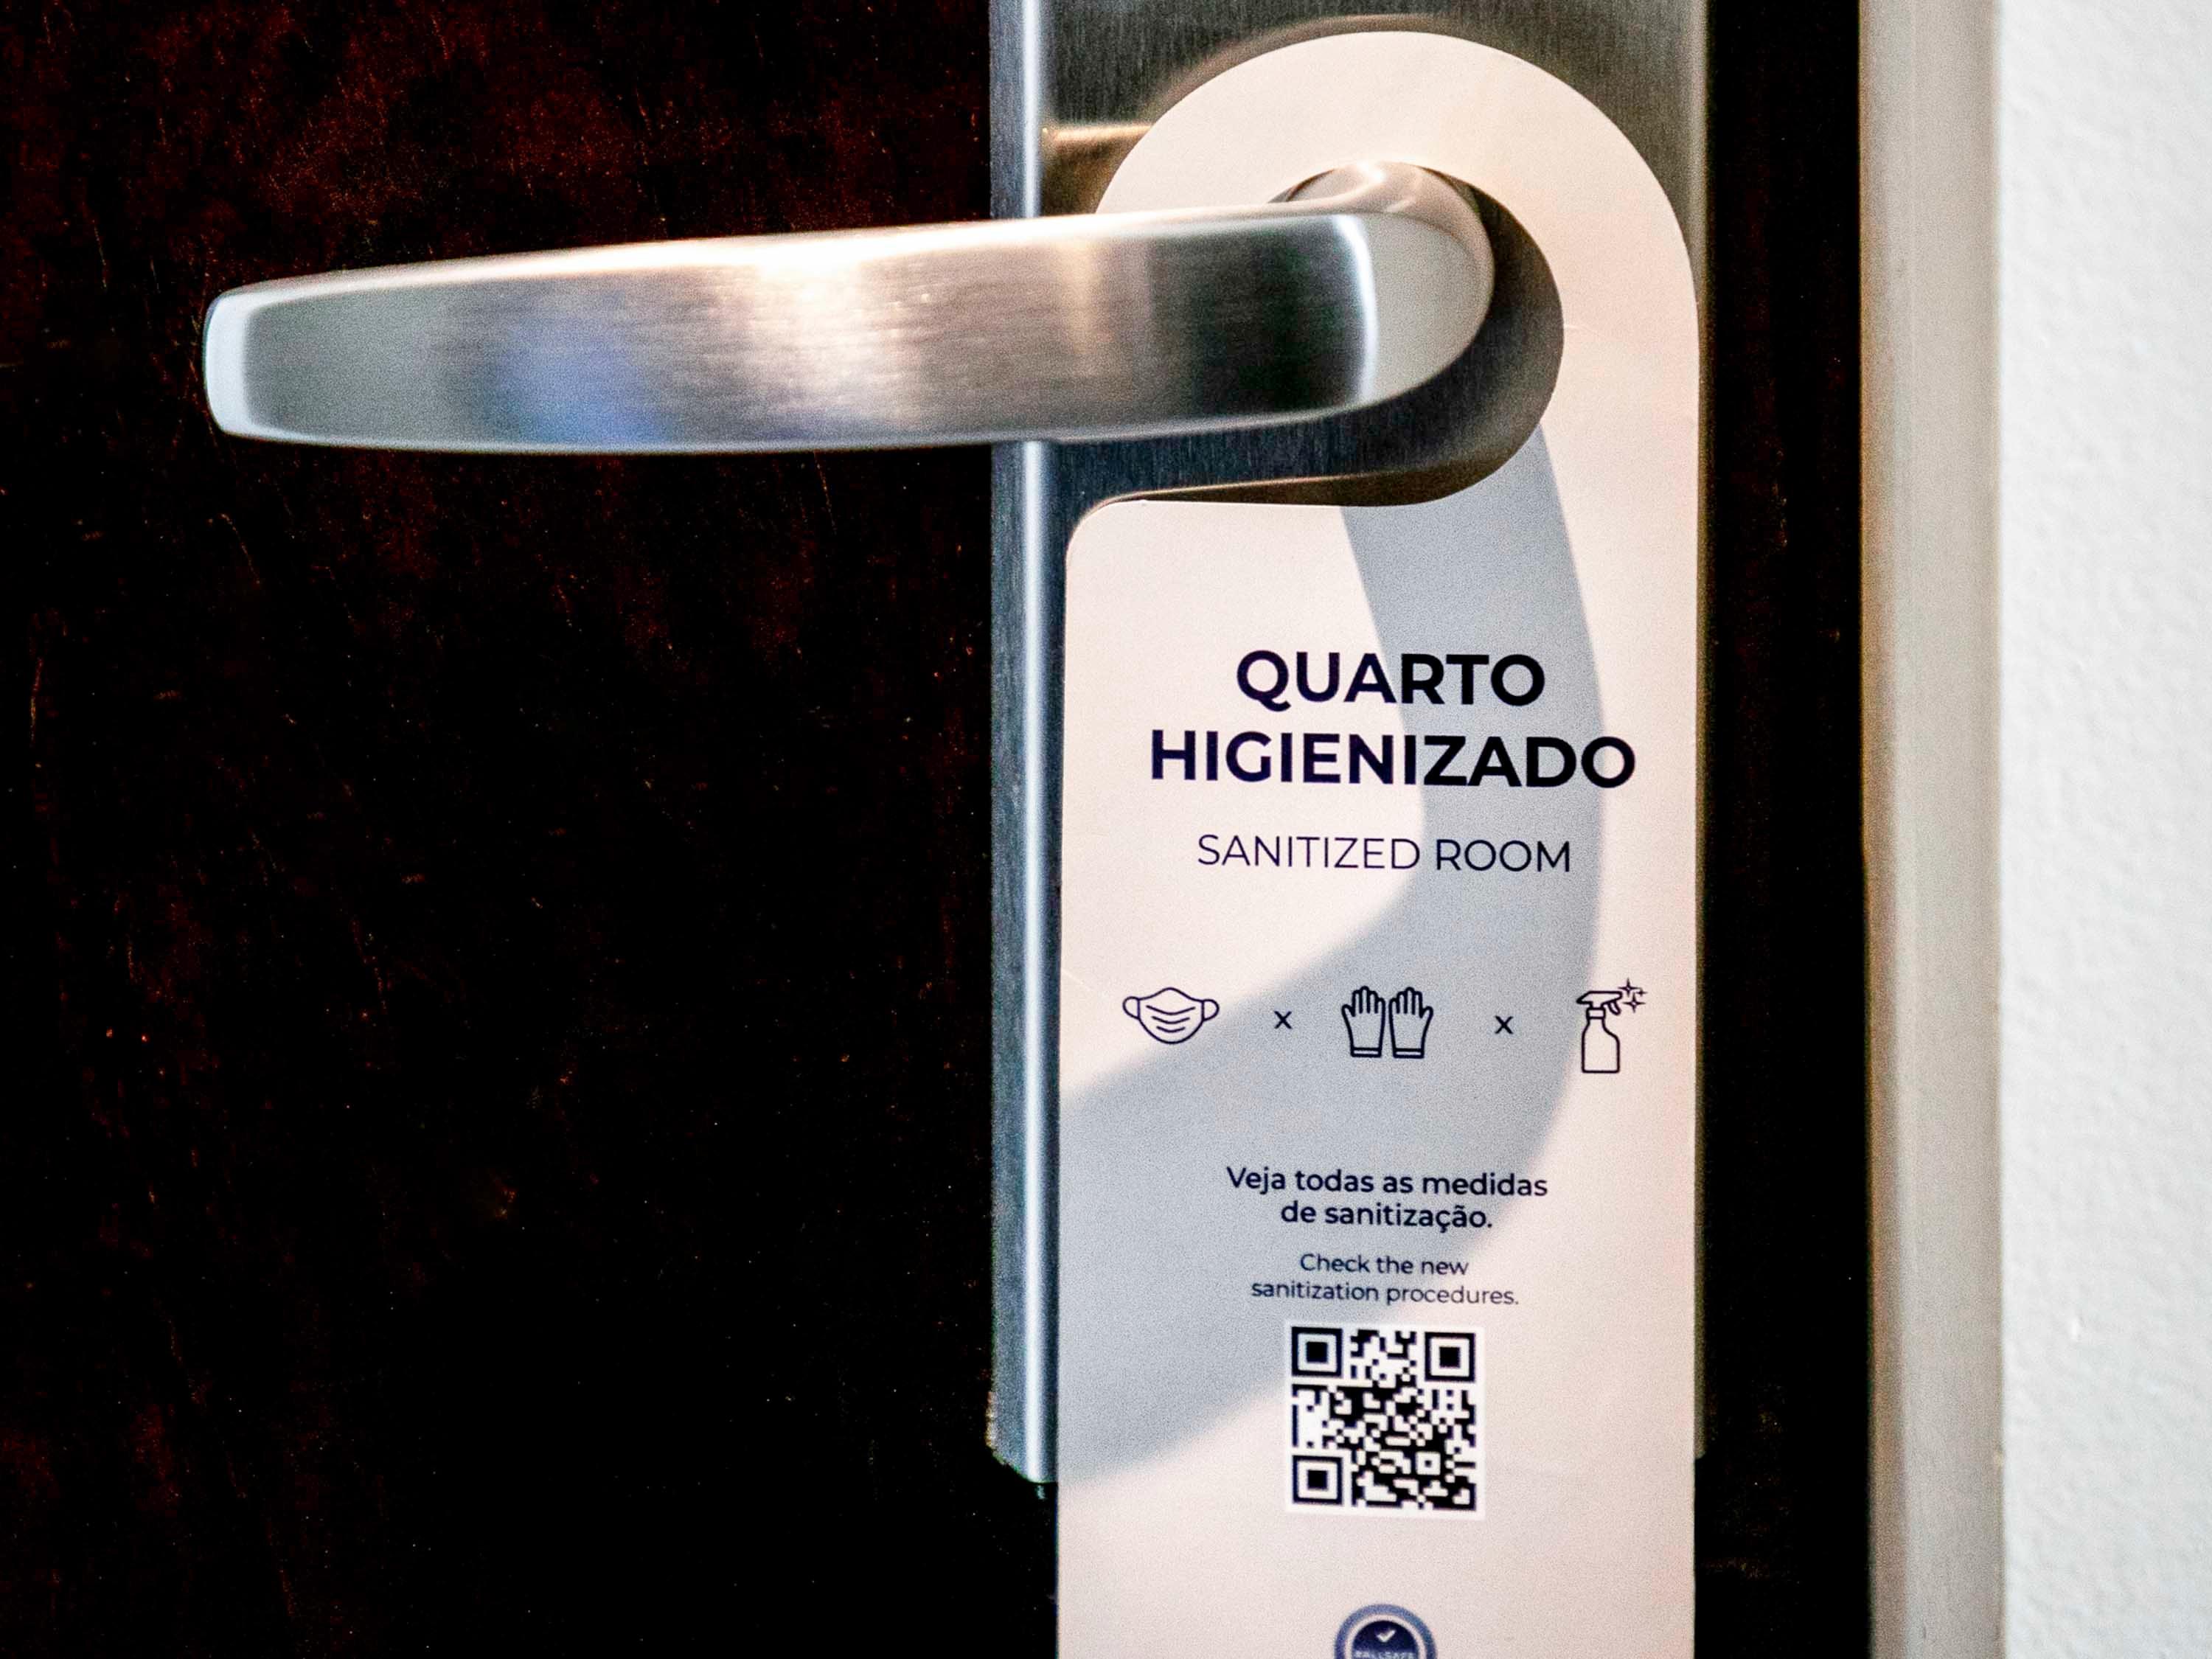 QUARTO
HIGIENIZADO
SANITIZED ROOM
x x
Veja todas as medidas
de sanitização.
Check the new
sanitization procedures.